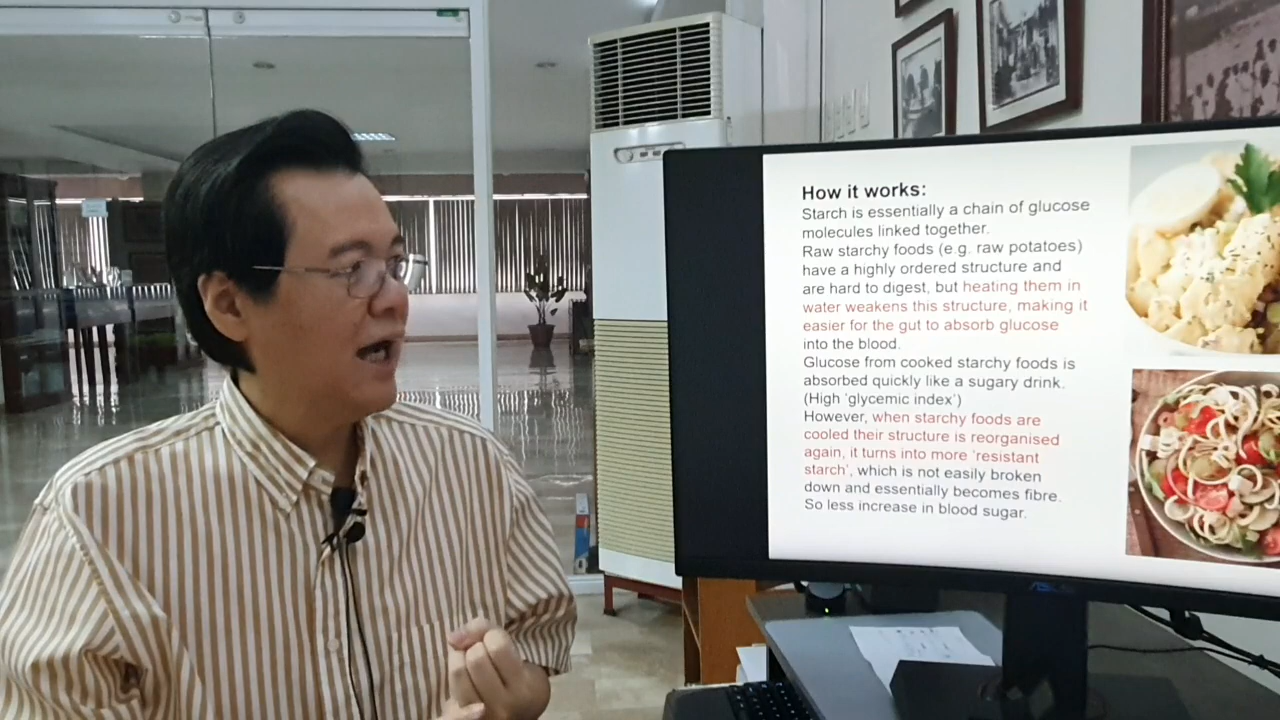 How it works:
Starch is essentially a chain of glucose
molecules linked together.
Raw starchy foods (e.g. raw potatoes)
have a highly ordered structure and
are hard to digest, but heating them in
water weakens this structure, making it
easier for the gut to absorb glucose
into the blood.
Glucose from cooked starchy foods is
absorbed quickly like a sugary drink.
(High 'glycemic index')
However, when starchy foods are
cooled their structure is reorganised
again, it turns into more 'resistant
starch', which is not easily broken
down and essentially becomes fibre.
So less increase in blood sugar.
ASUS